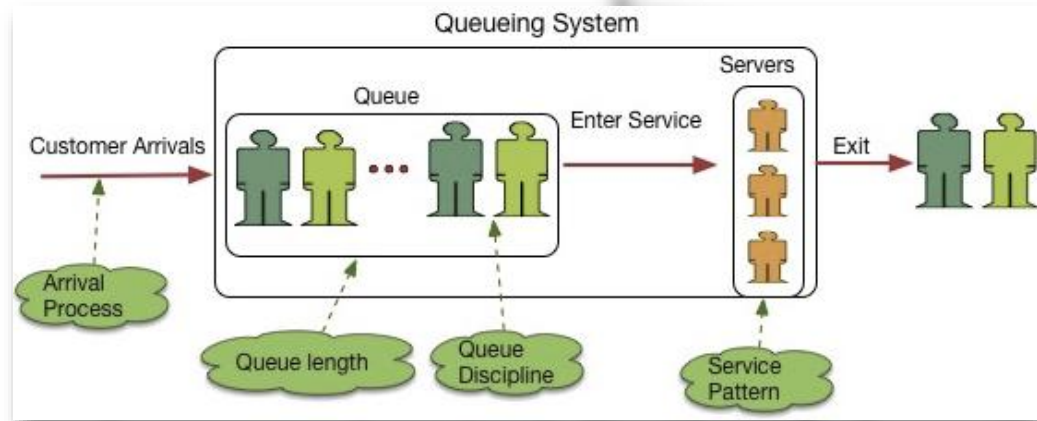 Queueing System
Servers
Queue
Enter Service
Customer Arrivals
Exit
Arrival
Process
Queue length
Queue
Discipline
Service
Pattern